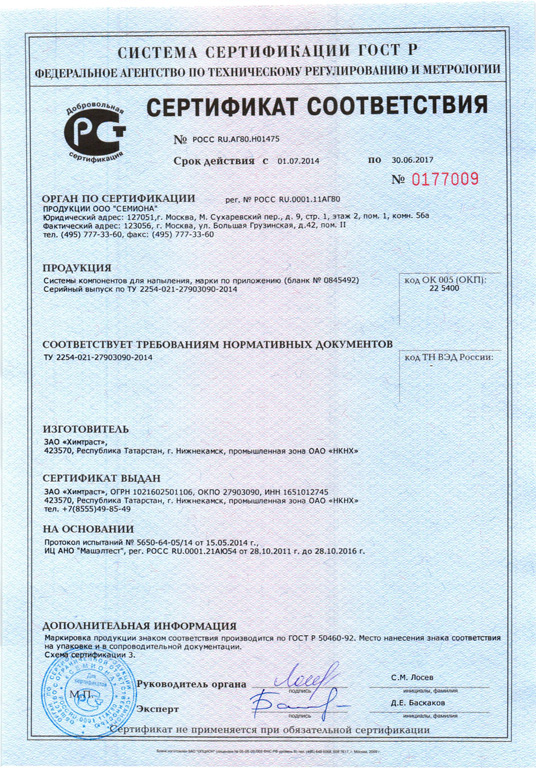 СИСТЕМА СЕРТИФИКАЦИИ ГОСТ Р
ФЕДЕРАЛЬНОЕ АГЕНТСТВО ПО ТЕХНИЧЕСКОМУ РЕГУЛИРОВАНИЮ И МЕТРОЛОГИИ
Добровольная
РСТ
сертификация
СЕРТИФИКАТ СООТВЕТСТВИЯ
№ РОСС RU.АГ80.Н01475
Срок действия с 01.07.2014 по 30.06.2017
№ 0177009
ОРГАН ПО СЕРТИФИКАЦИИ рег. № РОСС RU.0001.11АГ80
ПРОДУКЦИИ ООО "СЕМИОНА"
Юридический адрес: 127051,г. Москва, М. Сухаревский пер., д. 9, стр. 1, этаж 2, пом. 1, комн. 56а
Фактический адрес: 123056, г. Москва, ул. Большая Грузинская, д.42, пом. II
тел. (495) 777-33-60, факс: (495) 777-33-60
ПРОДУКЦИЯ
Системы компонентов для напыления, марки по приложению (бланк № 0845492)
Серийный выпуск по ТУ 2254-021-27903090-2014
код ОК 005 (ОКП):
22 5400
СООТВЕТСТВУЕТ ТРЕБОВАНИЯМ НОРМАТИВНЫХ ДОКУМЕНТОВ
ТУ 2254-021-27903090-2014
код ТН ВЭД России:
-
ИЗГОТОВИТЕЛЬ
ЗАО «Химтраст»,
423570, Республика Татарстан, г. Нижнекамск, промышленная зона ОАО «НКНХ»
СЕРТИФИКАТ ВЫДАН
ЗАО «Химтраст», ОГРН 1021602501106, ОКПО 27903090, ИНН 1651012745
423570, Республика Татарстан, г. Нижнекамск, промышленная зона ОАО «НКНХ»
тел. +7(8555)49-85-49
НА ОСНОВАНИИ
Протокол испытаний № 5650-64-05/14 от 15.05.2014 г.,
ИЦ АНО "Машэлтест", рег. РОСС RU.0001.21АЮ54 от 28.10.2011 г. до 28.10.2016 г.
ДОПОЛНИТЕЛЬНАЯ ИНФОРМАЦИЯ
Маркировка продукции знаком соответствия производится по ГОСТ Р 50460-92. Место нанесения знака соответствия
на упаковке и в сопроводительной документации.
Схема сертификации 3.
М.П.
Для
сертификатов
Руководитель органа
подпись
С.М. Лосев
инициалы, фамилия
Эксперт
подпись
Д.Е. Баскаков
инициалы, фамилия
Сертификат не применяется при обязательной сертификации